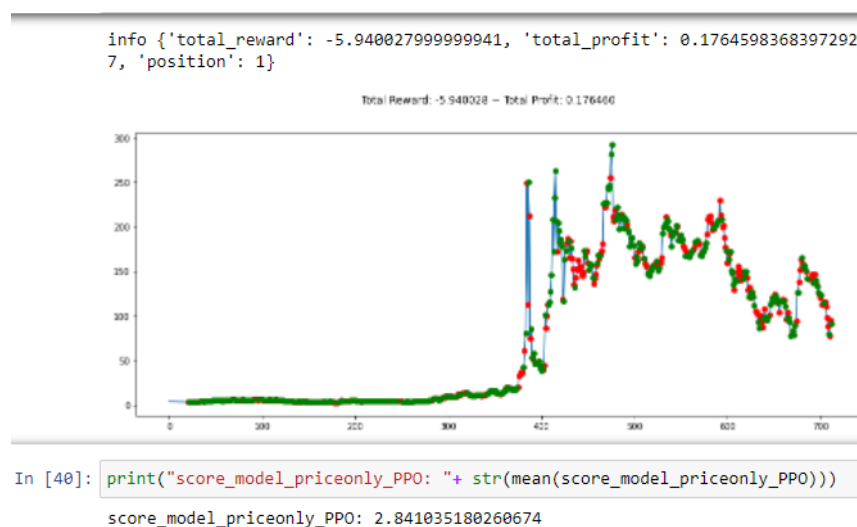 info {'total_reward': -5.940027999999941, 'total_profit': 0.1764598368397292
7, 'position': 1}
Total Reward: -5.940028 ~ Total Profit: 0.176460
300
250
200
150
100
50
0
0 100 200 300 400 500 600 700
In [40]: print("score_model_priceonly_PPO: "+ str(mean(score_model_priceonly_PPO)))
score_model_priceonly_PPO: 2.841035180260674